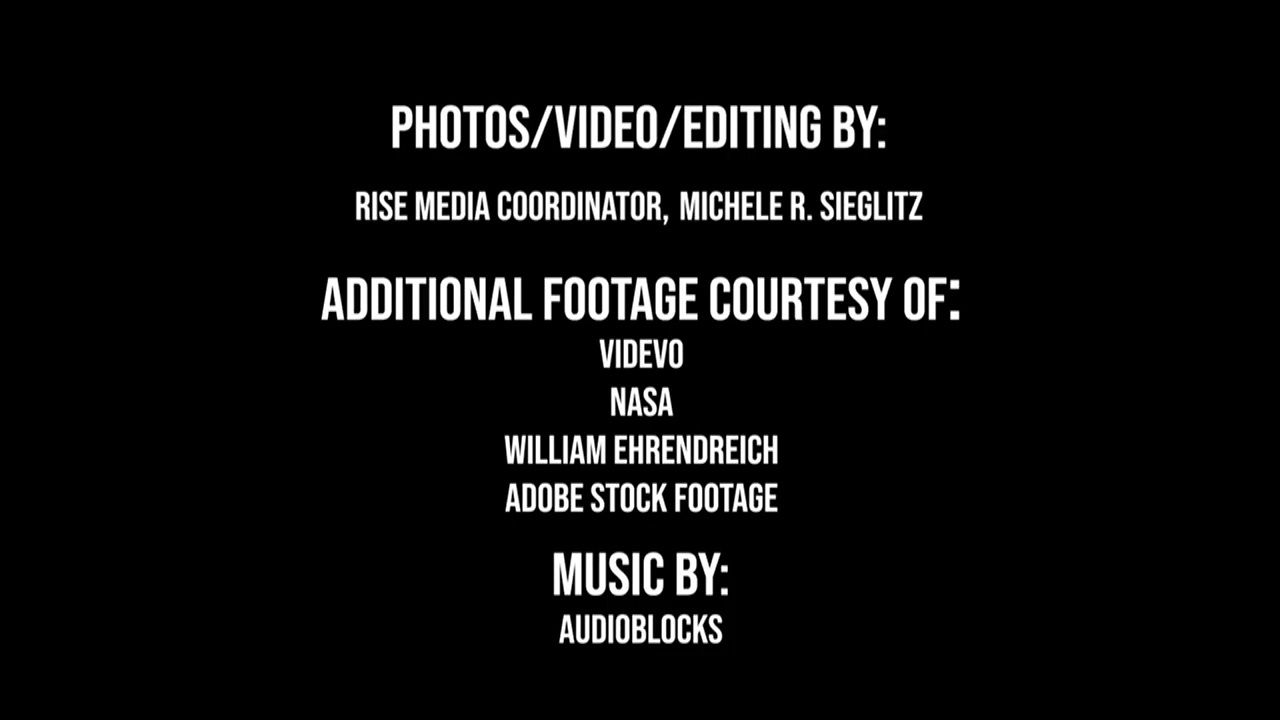 PHOTOS/VIDEO/EDITING BY:
RISE MEDIA COORDINATOR, MICHELE R. SIEGLITZ
ADDITIONAL FOOTAGE COURTESY OF:
VIDEVO
NASA
WILLIAM EHRENDREICH
ADOBE STOCK FOOTAGE
MUSIC BY:
AUDIOBLOCKS